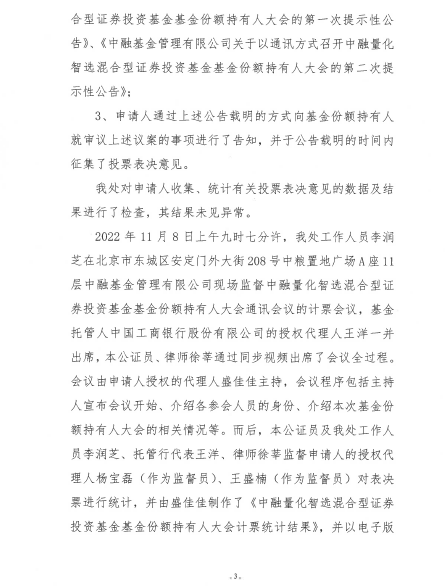 合型证券投资基金基金份额持有人大会的第一次提示性公
告》、《中融基金管理有限公司关于以通讯方式召开中融量化
智选混合型证券投资基金基金份额持有人大会的第二次提
示性公告》；
3、申请人通过上述公告载明的方式向基金份额持有人
就审议上述议案的事项进行了告知，并于公告载明的时间内
征集了投票表决意见。
我处对申请人收集、统计有关投票表决意见的数据及结
果进行了检查，其结果未见异常。
2022 年 11 月 8 日上午九时七分许，我处工作人员李润
芝在北京市东城区安定门外大街 208 号中粮置地广场 A 座 11
层中融基金管理有限公司现场监督中融量化智选混合型证
券投资基金基金份额持有人大会通讯会议的计票会议，基金
托管人中国工商银行股份有限公司的授权代理人王洋一并
出席，本公证员、律师徐莘通过同步视频出席了会议全过程。
会议由申请人授权的代理人盛佳佳主持，会议程序包括主持
人宣布会议开始、介绍各参会人员的身份、介绍本次基金份
额持有人大会的相关情况等。而后，本公证员及我处工作人
员李润芝、托管行代表王洋、律师徐莘监督申请人的授权代
理人杨宝磊（作为监督员）、王盛楠（作为监督员）对表决
票进行统计，并由盛佳佳制作了《中融量化智选混合型证券
投资基金基金份额持有人大会计票统计结果》，并以电子版
-3-